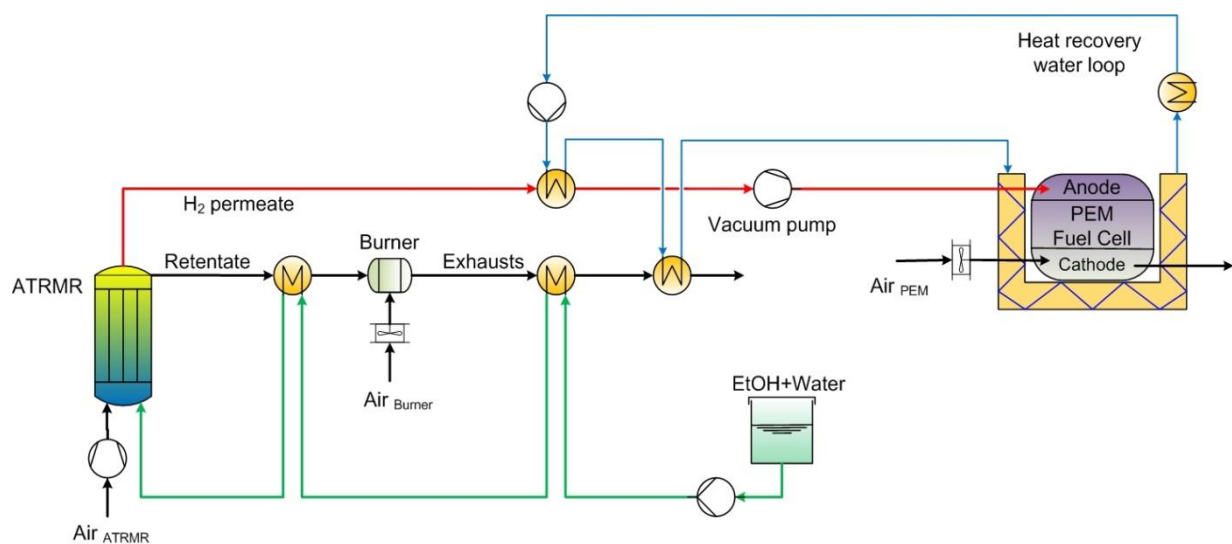 Heat recovery
water loop
H2 permeate
Vacuum pump
Anode
PEM
Fuel Cell
Cathode
Burner
Retentate
Exhausts
ATRMR
Air PEM
Air Burner
EtOH+Water
Air ATRMR